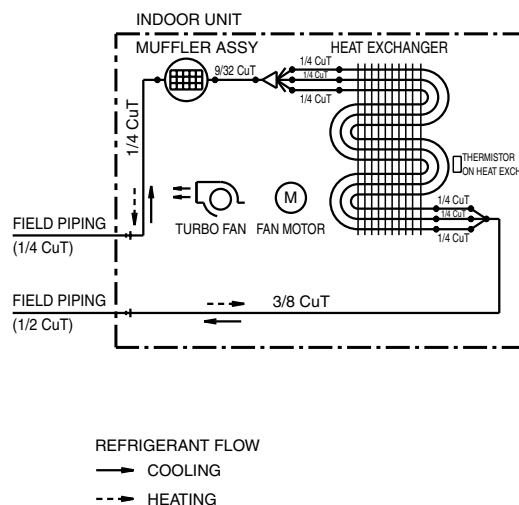 INDOOR UNIT
MUFFLER ASSY
HEAT EXCHANGER
9/32 CuT
1/4 CuT
1/4 CuT
1/4 CuT
1/4 CuT
THERMISTOR
ON HEAT EXCH
M
TURBO FAN
FAN MOTOR
1/4 CuT
1/4 CuT
1/4 CuT
FIELD PIPING
(1/4 CuT)
FIELD PIPING
(1/2 CuT)
3/8 CuT
REFRIGERANT FLOW
COOLING
HEATING